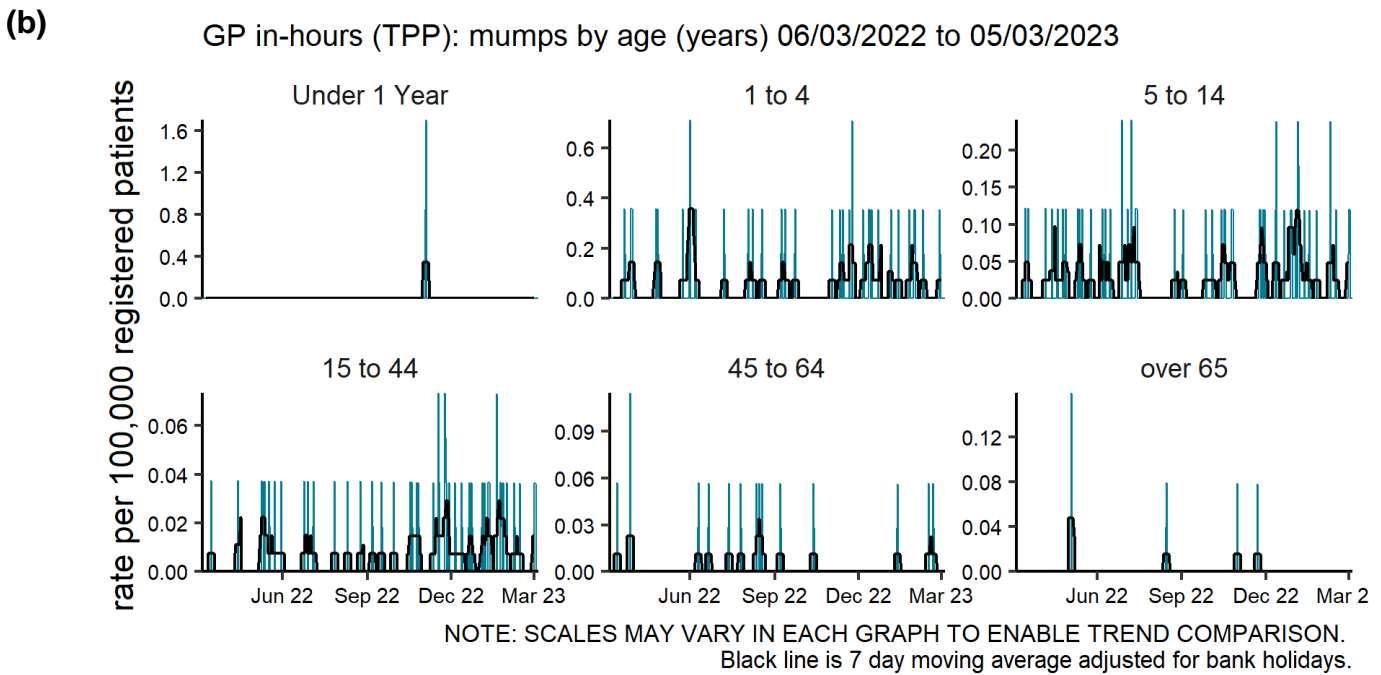 (b)
GP in-hours (TPP): mumps by age (years) 06/03/2022 to 05/03/2023
rate per 100,000 registered patients
Under 1 Year
1.6
1.2
0.8
0.4
0.0
1 to 4
0.6
0.4
0.2
0.0
5 to 14
0.20
0.15
0.10
0.05
0.00
15 to 44
0.06
0.04
0.02
0.00
Jun 22 Sep 22 Dec 22 Mar 23
45 to 64
0.09
0.06
0.03
0.00
Jun 22 Sep 22 Dec 22 Mar 23
over 65
0.12
0.08
0.04
0.00
Jun 22 Sep 22 Dec 22 Mar 2
NOTE: SCALES MAY VARY IN EACH GRAPH TO ENABLE TREND COMPARISON.
Black line is 7 day moving average adjusted for bank holidays.